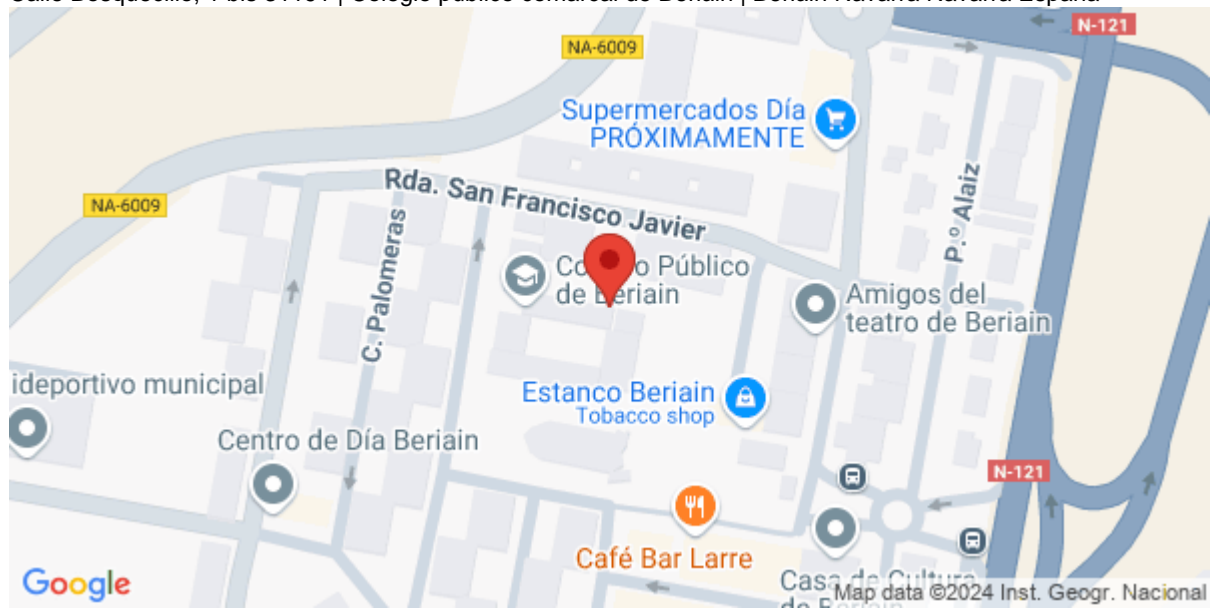 NA-6009
N-121
Supermercados Día
PRÓXIMAMENTE
Rda. San Francisco Javier
NA-6009
P.º Alaiz
C. Palomeras
Público
de Beriain
Amigos del
teatro de Beriain
ideportivo municipal
Estanco Beriain
Tobacco shop
Centro de Día Beriain
N-121
Café Bar Larre
Casa de Cultura
Google
Map data ©2024 Inst. Geogr. Nacional